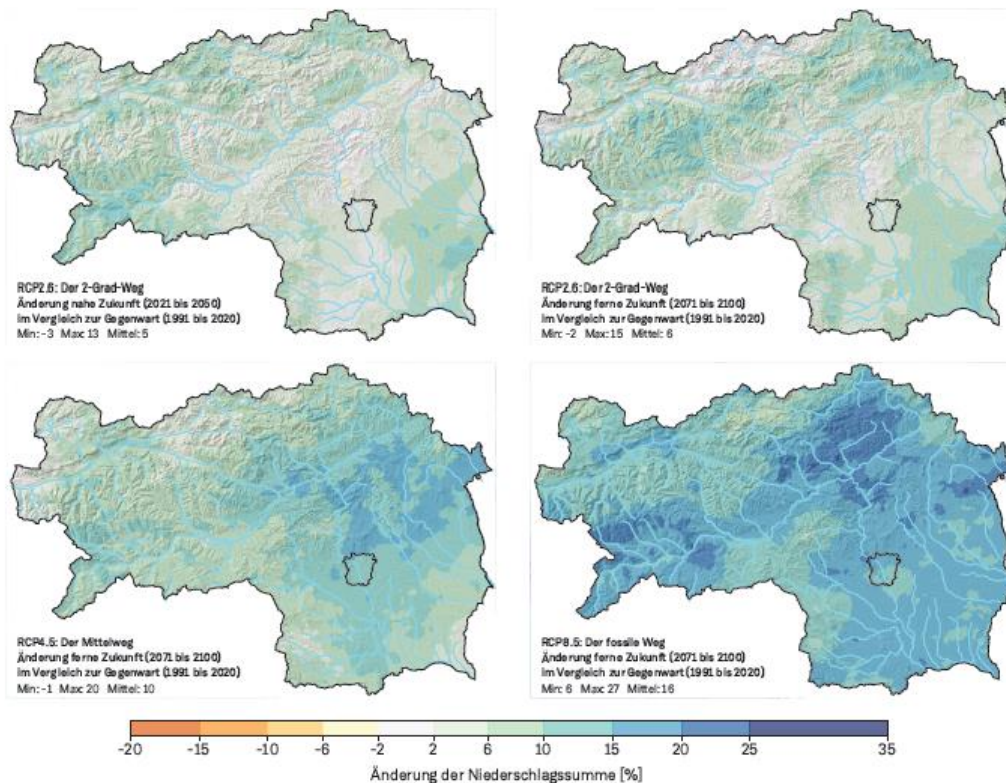 RCP2.6: Der 2-Grad-Weg
Änderung nahe Zukunft (2021 bis 2050)
im Vergleich zur Gegenwart (1991 bis 2020)
Min: -3 Max: 13 Mittel: 5
RCP2.6: Der 2-Grad-Weg
Änderung ferne Zukunft (2071 bis 2100)
im Vergleich zur Gegenwart (1991 bis 2020)
Min: -2 Max: 15 Mittel: 6
RCP4.5: Der Mittelweg
Änderung ferne Zukunft (2071 bis 2100)
im Vergleich zur Gegenwart (1991 bis 2020)
Min: -1 Max: 20 Mittel: 10
RCP8.5: Der fossile Weg
Änderung ferne Zukunft (2071 bis 2100)
im Vergleich zur Gegenwart (1991 bis 2020)
Min: 6 Max: 27 Mittel: 16
-20 -15 -10 -6 -2 2 6 10 15 20 25 35
Änderung der Niederschlagssumme [%]